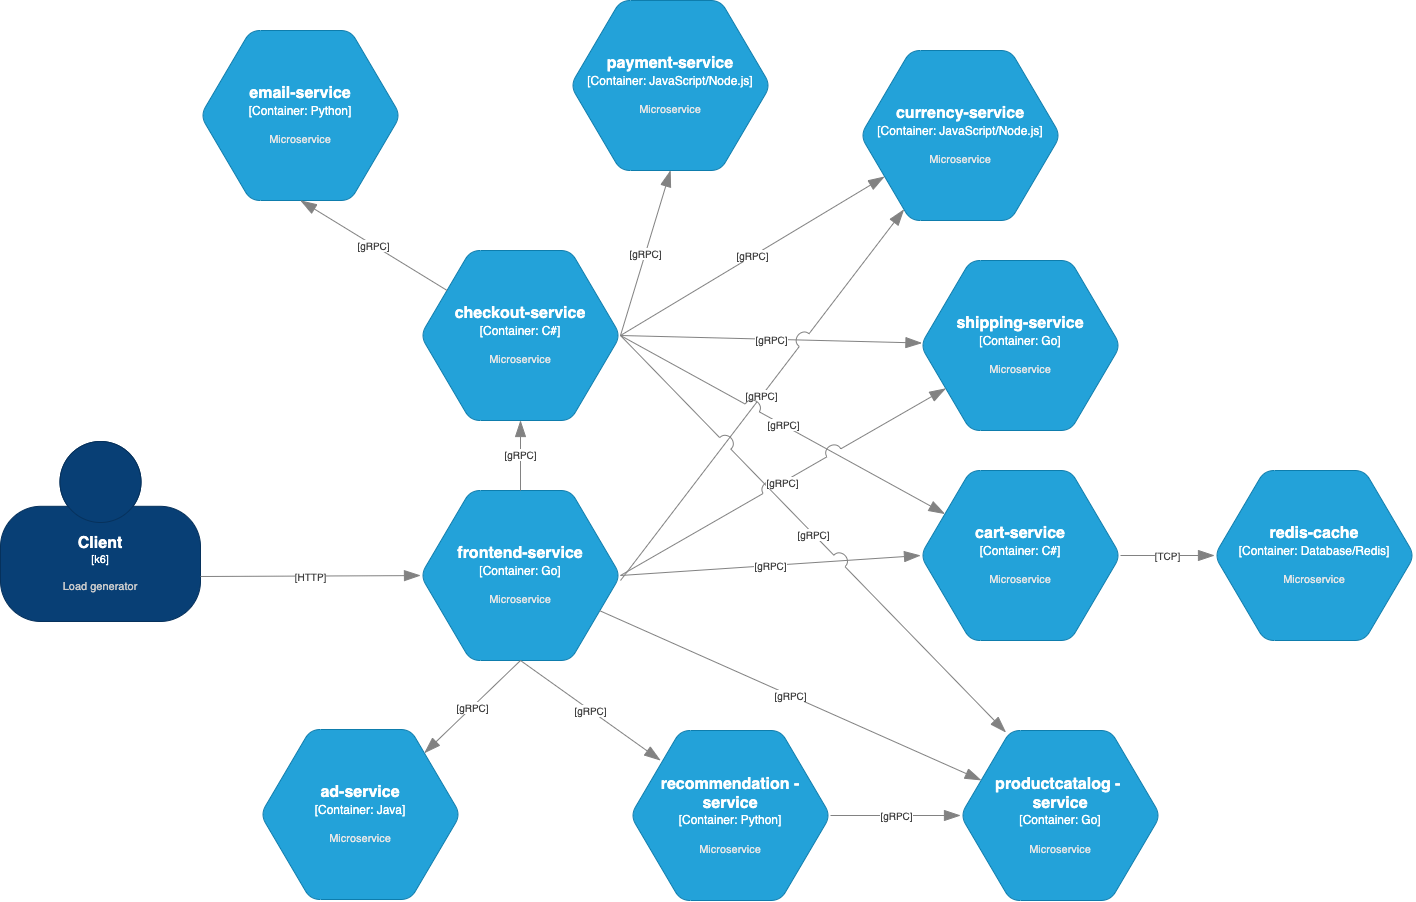 payment-service
[Container: JavaScript/Node.js]
Microservice
email-service
[Container: Python]
Microservice
currency-service
[Container: JavaScript/Node.js]
Microservice
[gRPC]
[gRPC]
[gRPC]
checkout-service
[Container: C#]
Microservice
[gRPC]
shipping-service
[Container: Go]
Microservice
[gRPC]
[gRPC]
[gRPC]
[gRPC]
[gRPC]
Client
[k6]
Load generator
[HTTP]
frontend-service
[Container: Go]
Microservice
[gRPC]
cart-service
[Container: C#]
Microservice
[TCP]
redis-cache
[Container: Database/Redis]
Microservice
[gRPC]
[gRPC]
[gRPC]
[gRPC]
ad-service
[Container: Java]
Microservice
recommendation -
service
[Container: Python]
Microservice
[gRPC]
productcatalog -
service
[Container: Go]
Microservice